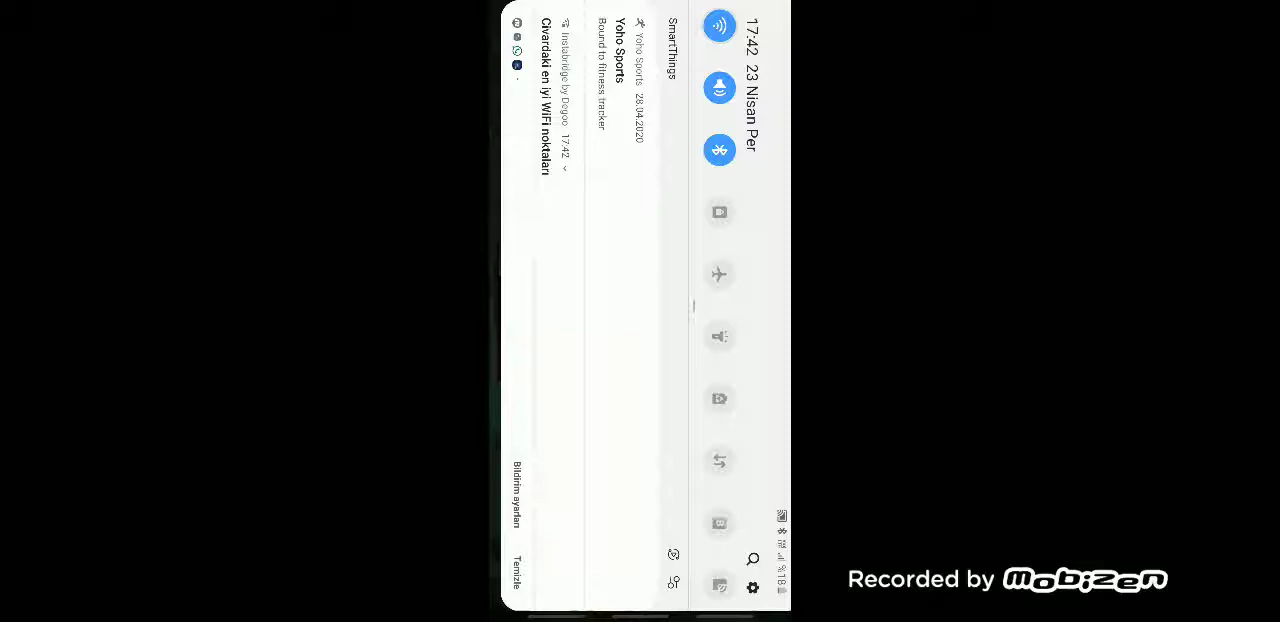 17:42 23 Nisan Per
%18
SmartThings
Yoho Sports 28.04.2020
Yoho Sports
Bound to fitness tracker
Instabridge by Degoo 17:42
Civardaki en iyi WiFi noktaları
Bildirim ayarları
Temizle
Recorded by mobizen